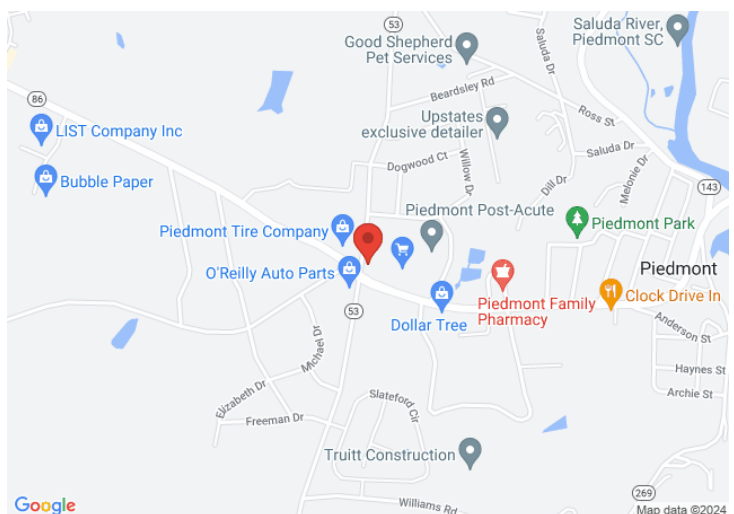 53
Good Shepherd
Pet Services
Saluda River,
Piedmont SC
Saluda Dr
Beardsley Rd
86
LIST Company Inc
Upstates
exclusive detailer
Ross St
Saluda Dr
Dogwood Ct
Willow Dr
Bubble Paper
Dill Dr
Melonie Dr
143
Piedmont Post-Acute
Piedmont Tire Company
Piedmont Park
O'Reilly Auto Parts
Piedmont
Piedmont Family
Pharmacy
Clock Drive In
53
Dollar Tree
Anderson St
Michael Dr
Elizabeth Dr
Haynes St
Slateford Cir
Archie St
Freeman Dr
Truitt Construction
269
Williams Rd
Google
Map data ©2024